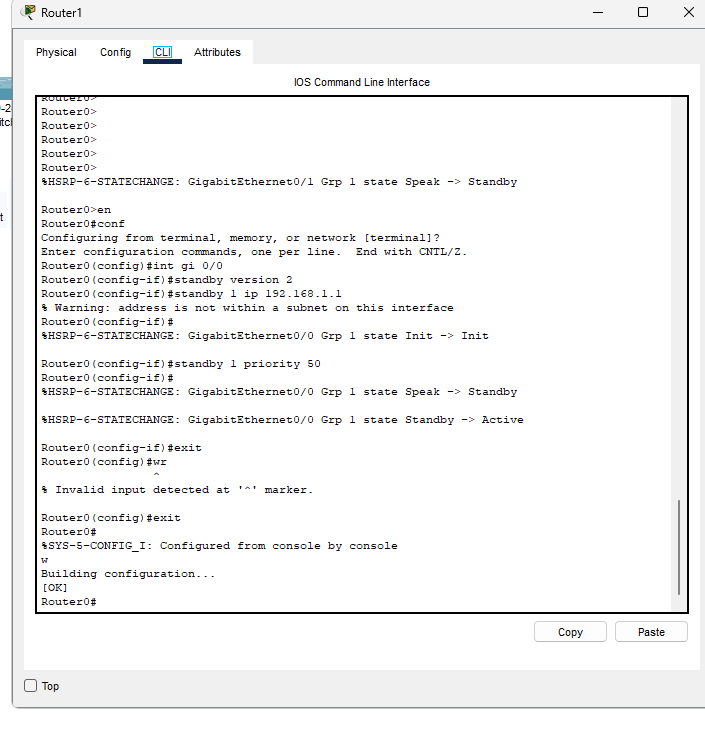 Router1
Physical Config CLI Attributes
IOS Command Line Interface
Router0>
Router0>
Router0>
Router0>
Router0>
Router0>
%HSRP-6-STATECHANGE: GigabitEthernet0/1 Grp 1 state Speak -> Standby
Router0>en
Router0#conf
Configuring from terminal, memory, or network [terminal]?
Enter configuration commands, one per line.  End with CNTL/Z.
Router0(config)#int gi 0/0
Router0(config-if)#standby version 2
Router0(config-if)#standby 1 ip 192.168.1.1
% Warning: address is not within a subnet on this interface
Router0(config-if)#
%HSRP-6-STATECHANGE: GigabitEthernet0/0 Grp 1 state Init -> Init
Router0(config-if)#standby 1 priority 50
Router0(config-if)#
%HSRP-6-STATECHANGE: GigabitEthernet0/0 Grp 1 state Speak -> Standby
%HSRP-6-STATECHANGE: GigabitEthernet0/0 Grp 1 state Standby -> Active
Router0(config-if)#exit
Router0(config)#wr
^
% Invalid input detected at '^' marker.
Router0(config)#exit
Router0#
%SYS-5-CONFIG_I: Configured from console by console
w
Building configuration...
[OK]
Router0#
Copy Paste
Top